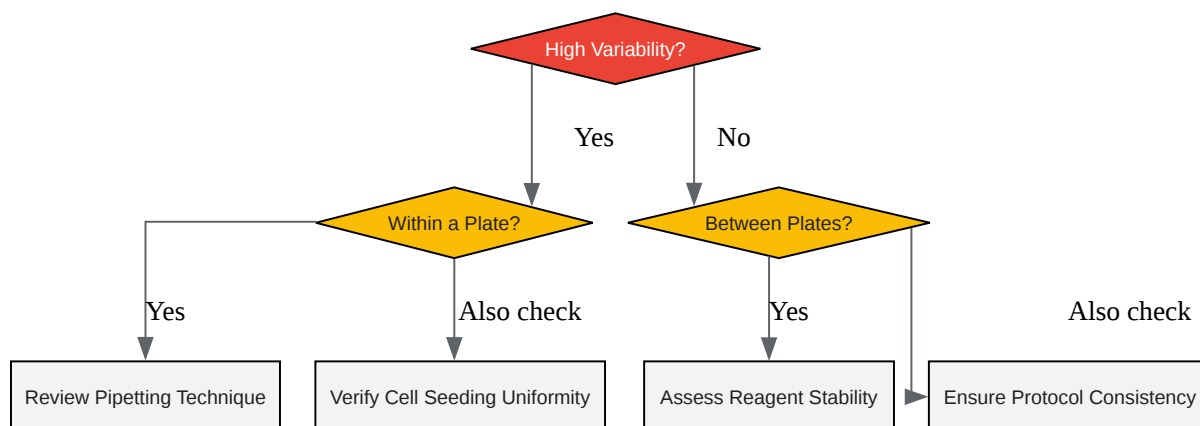 High Variability?
Yes
No
Within a Plate?
Between Plates?
Yes
Also check
Yes
Also check
Review Pipetting Technique
Verify Cell Seeding Uniformity
Assess Reagent Stability
Ensure Protocol Consistency